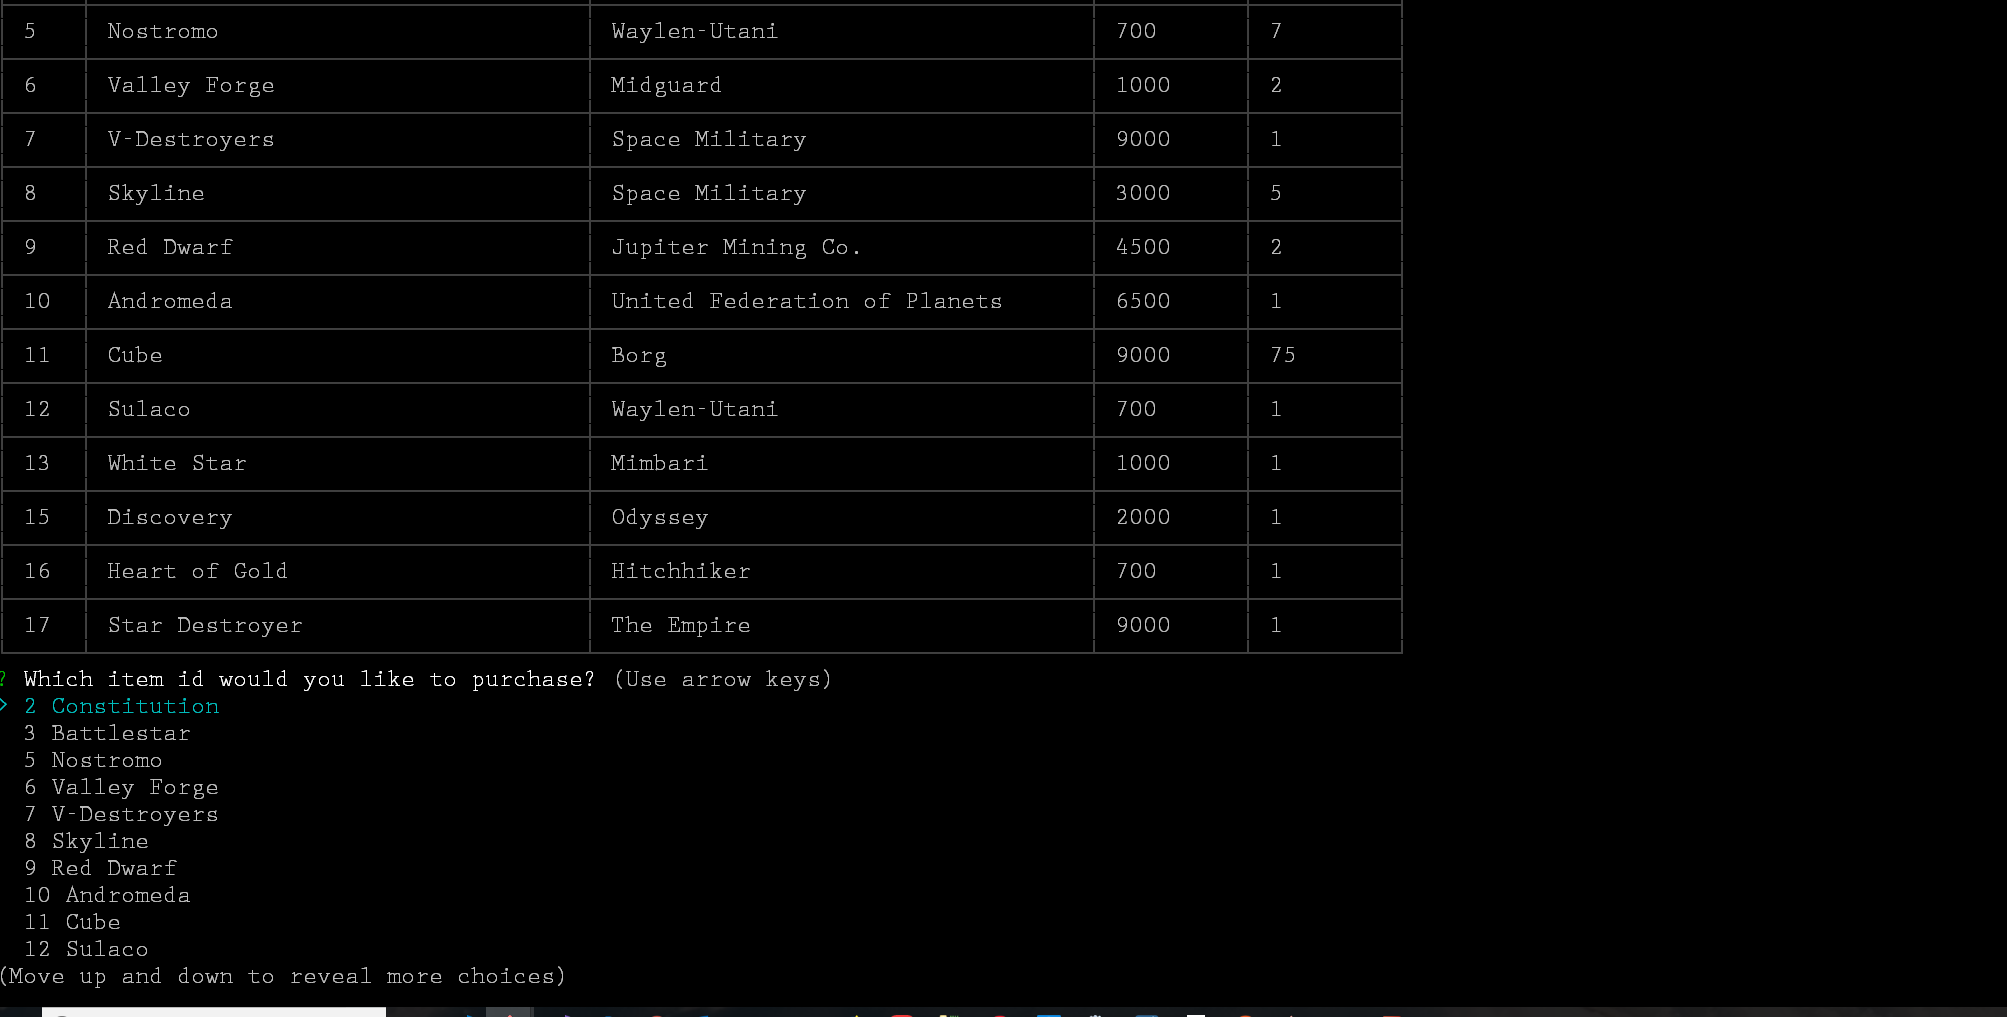 5 Nostromo Waylen-Utani 700 7
6 Valley Forge Midguard 1000 2
7 V-Destroyers Space Military 9000 1
8 Skyline Space Military 3000 5
9 Red Dwarf Jupiter Mining Co. 4500 2
10 Andromeda United Federation of Planets 6500 1
11 Cube Borg 9000 75
12 Sulaco Waylen-Utani 700 1
13 White Star Mimbari 1000 1
15 Discovery Odyssey 2000 1
16 Heart of Gold Hitchhiker 700 1
17 Star Destroyer The Empire 9000 1
? Which item id would you like to purchase? (Use arrow keys)
> 2 Constitution
3 Battlestar
5 Nostromo
6 Valley Forge
7 V-Destroyers
8 Skyline
9 Red Dwarf
10 Andromeda
11 Cube
12 Sulaco
(Move up and down to reveal more choices)